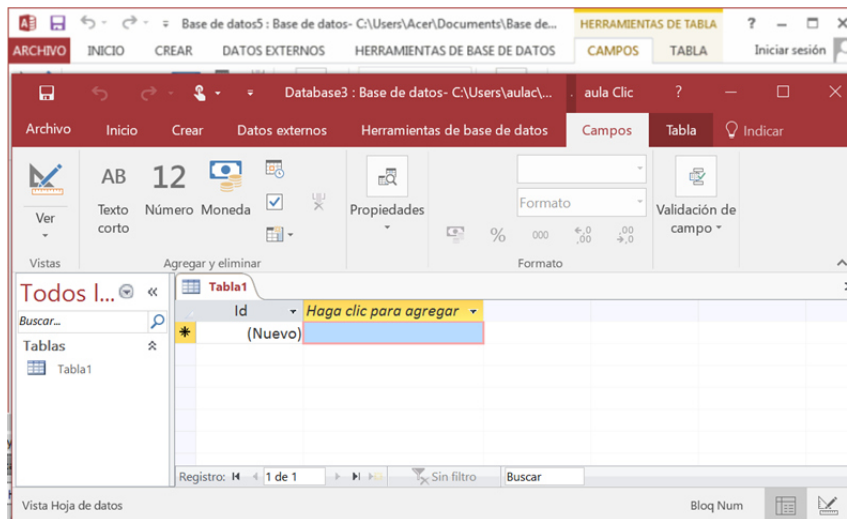 Base de datos5 : Base de datos- C:\Users\Acer\Documents\Base de... HERRAMIENTAS DE TABLA ?
ARCHIVO INICIO CREAR DATOS EXTERNOS HERRAMIENTAS DE BASE DE DATOS CAMPOS TABLA Iniciar sesión
Database3 : Base de datos- C:\Users\aulac\... . aula Clic ?
Archivo Inicio Crear Datos externos Herramientas de base de datos Campos Tabla Indicar
AB 12
Texto corto Número Moneda
Ver
Propiedades
Formato
% 000
Validación de campo
Vistas Agregar y eliminar Formato
Todos l... «
Tabla1
Buscar...
Id Haga clic para agregar
(Nuevo)
Tablas
Tabla1
Registro: 1 de 1 Sin filtro Buscar
Vista Hoja de datos Bloq Num